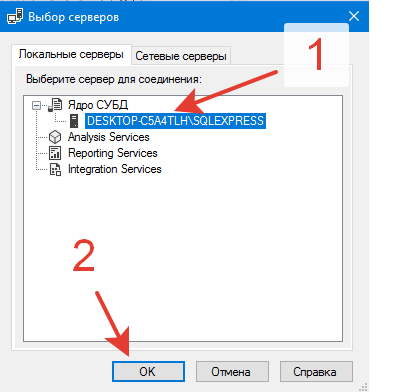 Выбор серверов
Локальные серверы
Сетевые серверы
1
Выберите сервер для соединения:
Ядро СУБД
DESKTOP-C5A4TLH\SQLEXPRESS
Analysis Services
Reporting Services
Integration Services
2
OK
Отмена
Справка